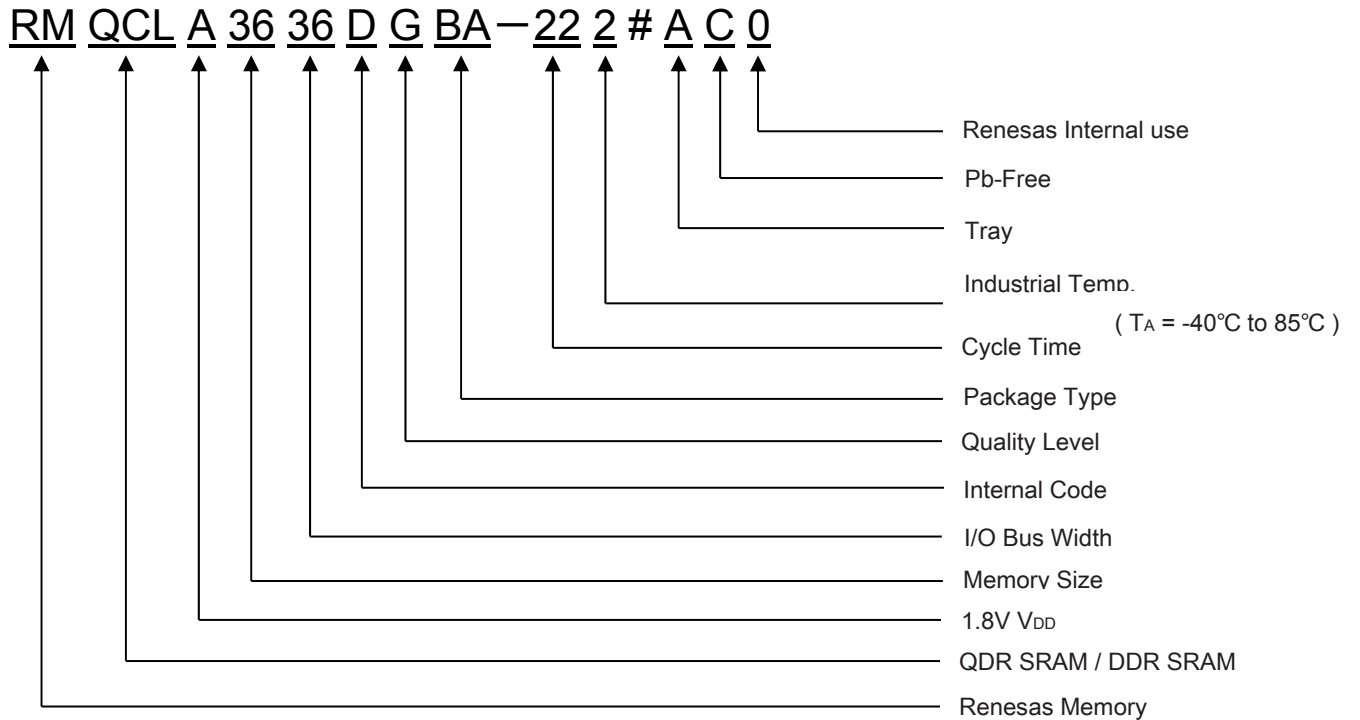 RM QCL A 36 36 D G BA－22 2 # A C 0
Renesas Internal use
Pb-Free
Tray
Industrial Temp.
( TA = -40℃ to 85℃ )
Cycle Time
Package Type
Quality Level
Internal Code
I/O Bus Width
Memory Size
1.8V VDD
QDR SRAM / DDR SRAM
Renesas Memory